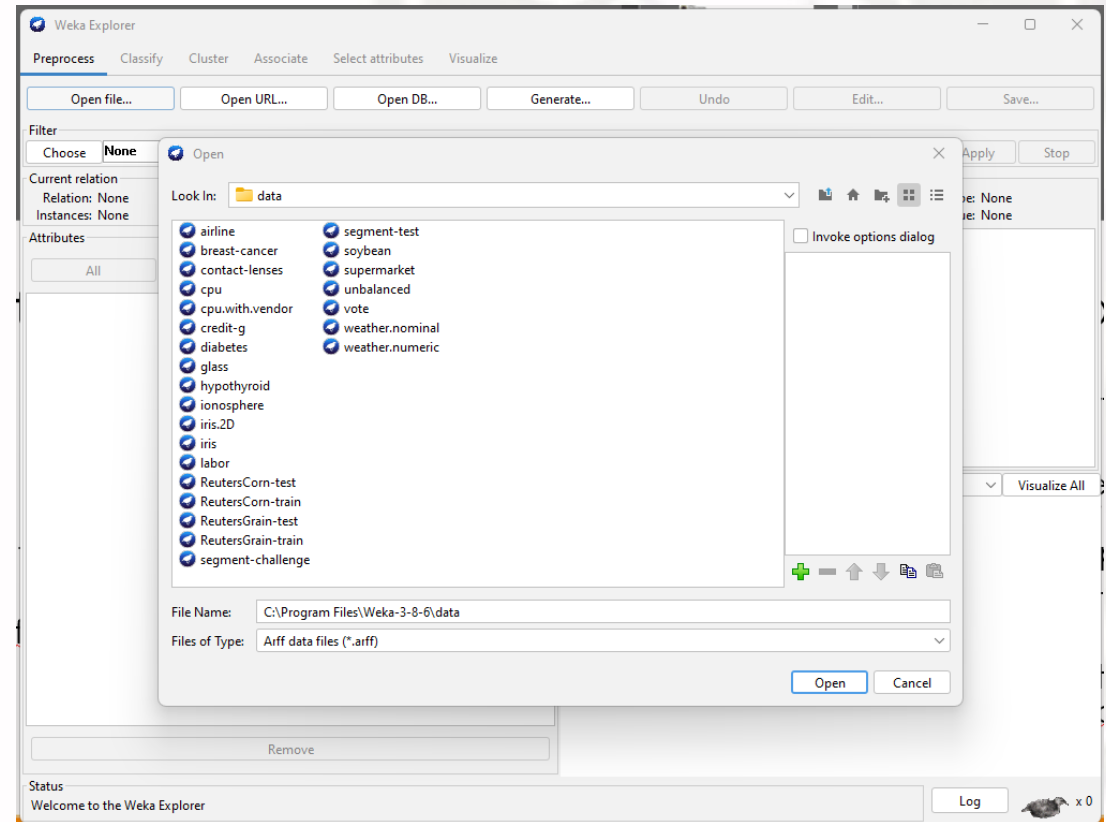 Weka Explorer
Preprocess Classify Cluster Associate Select attributes Visualize
Open file... Open URL... Open DB... Generate... Undo Edit... Save...
Filter
Choose None Apply Stop
Current relation
Relation: None
Instances: None
pe: None
ue: None
Attributes
All
Open
Look In: data
airline
breast-cancer
contact-lenses
cpu
cpu.with.vendor
credit-g
diabetes
glass
hypothyroid
ionosphere
iris.2D
iris
labor
ReutersCorn-test
ReutersCorn-train
ReutersGrain-test
ReutersGrain-train
segment-challenge
segment-test
soybean
supermarket
unbalanced
vote
weather.nominal
weather.numeric
Invoke options dialog
File Name: C:\Program Files\Weka-3-8-6\data
Files of Type: Arff data files (*.arff)
Open Cancel
Visualize All
Remove
Status
Welcome to the Weka Explorer
Log x 0